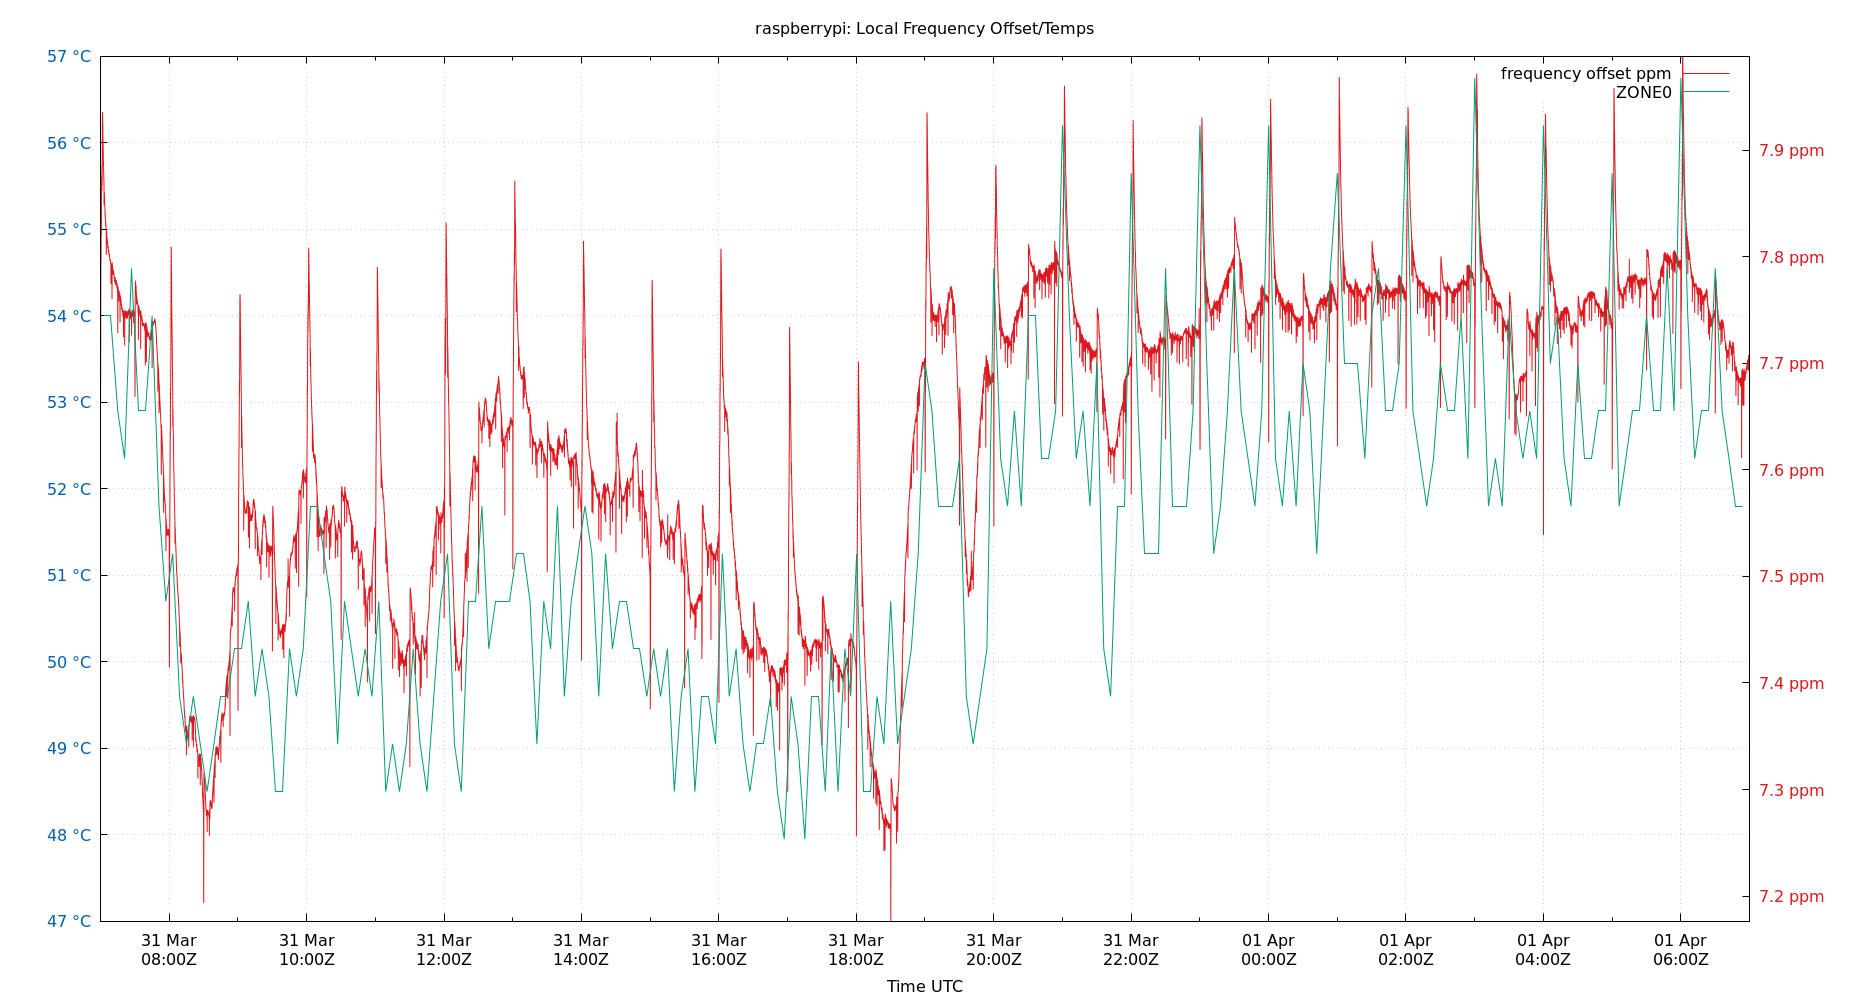 raspberrypi: Local Frequency Offset/Temps
57 °C
56 °C
55 °C
54 °C
53 °C
52 °C
51 °C
50 °C
49 °C
48 °C
47 °C
frequency offset ppm
ZONE0
7.9 ppm
7.8 ppm
7.7 ppm
7.6 ppm
7.5 ppm
7.4 ppm
7.3 ppm
7.2 ppm
31 Mar
08:00Z
31 Mar
10:00Z
31 Mar
12:00Z
31 Mar
14:00Z
31 Mar
16:00Z
31 Mar
18:00Z
31 Mar
20:00Z
31 Mar
22:00Z
01 Apr
00:00Z
01 Apr
02:00Z
01 Apr
04:00Z
01 Apr
06:00Z
Time UTC